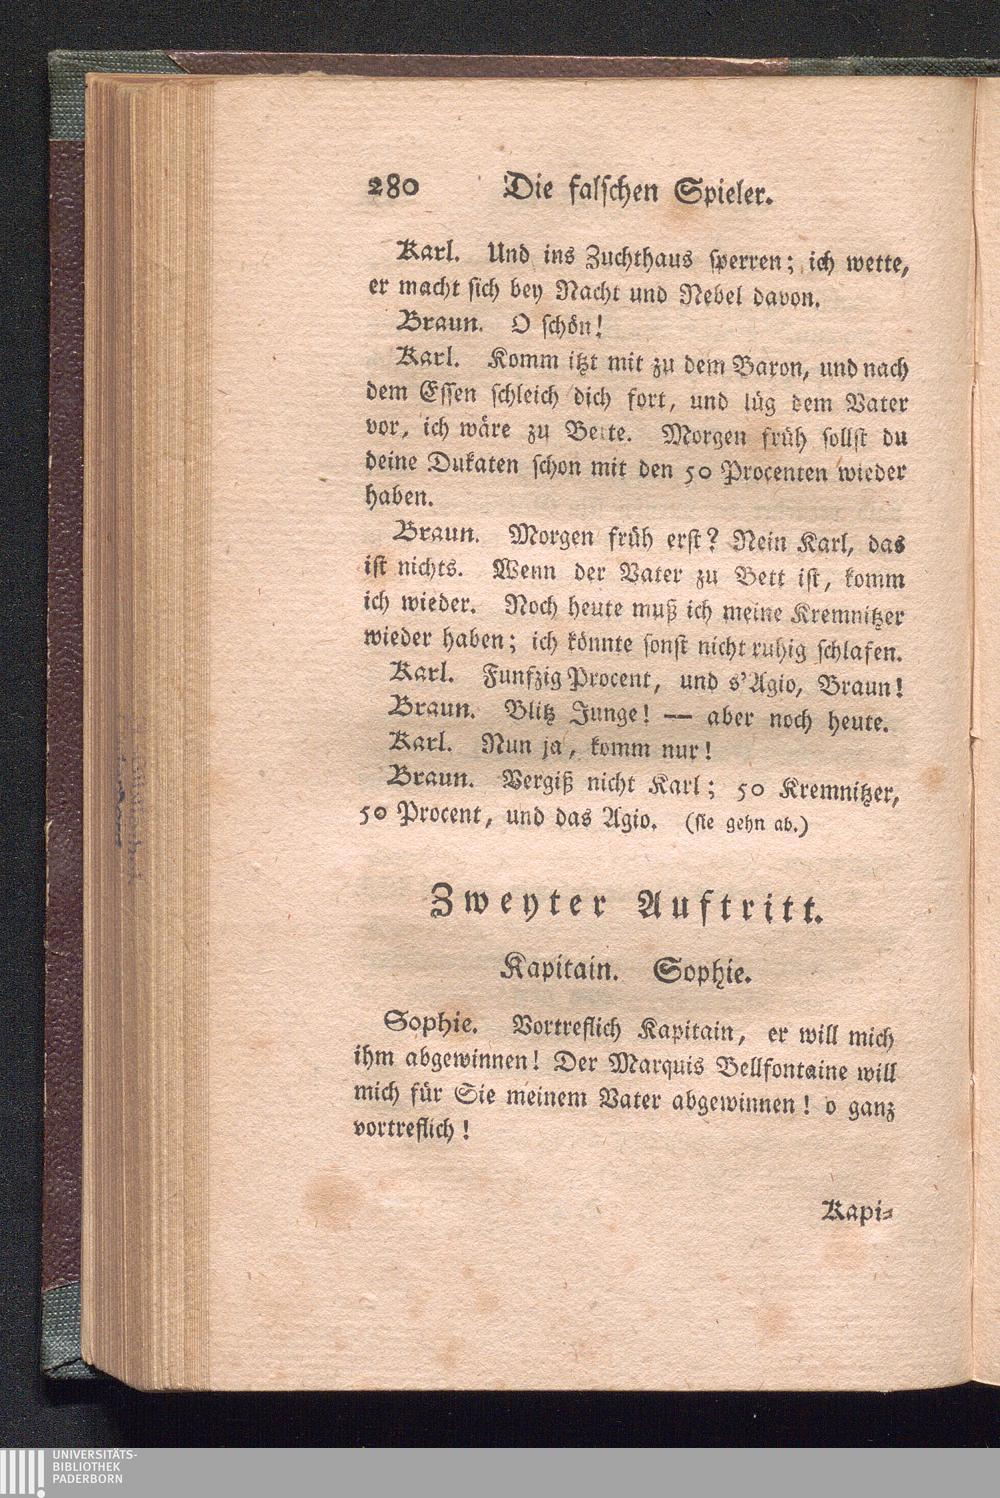 280 Die falschen Spieler.
Karl. Und ins Zuchthaus sperren; ich wette,
er macht sich bey Nacht und Nebel davon.
Braun. O schön!
Karl. Komm itzt mit zu dem Baron, und nach
dem Essen schleich dich fort, und lüg dem Vater
vor, ich wäre zu Bette. Morgen früh sollst du
deine Dukaten schon mit den 50 Procenten wieder
haben.
Braun. Morgen früh erst? Nein Karl, das
ist nichts. Wenn der Vater zu Bett ist, komm
ich wieder. Noch heute muß ich meine Kremnitzer
wieder haben; ich könnte sonst nicht ruhig schlafen.
Karl. Funfzig Procent, und s'Agio, Braun!
Braun. Blitz Junge! — aber noch heute.
Karl. Nun ja, komm nur!
Braun. Vergiß nicht Karl; 50 Kremnitzer,
50 Procent, und das Agio. (sie gehn ab.)
Zweyter Auftritt.
Kapitain. Sophie.
Sophie. Vortreflich Kapitain, er will mich
ihm abgewinnen! Der Marquis Bellfontaine will
mich für Sie meinem Vater abgewinnen! o ganz
vortreflich!
Kapi-
UNIVERSITÄTS-
BIBLIOTHEK
PADERBORN